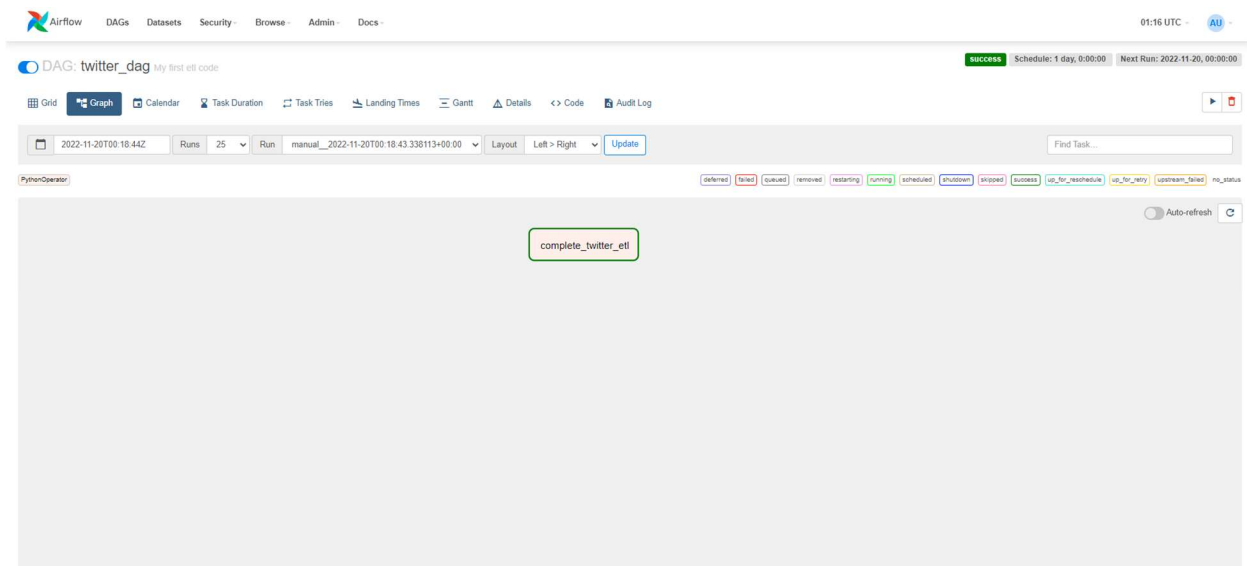 Airflow DAGs Datasets Security Browse Admin Docs 01:16 UTC AU
DAG: twitter_dag My first etl code success Schedule: 1 day, 0:00:00 Next Run: 2022-11-20, 00:00:00
Grid Graph Calendar Task Duration Task Tries Landing Times Gantt Details <> Code Audit Log
2022-11-20T00:18:44Z Runs 25 Run manual__2022-11-20T00:18:43.338113+00:00 Layout Left > Right Update Find Task...
PythonOperator deferred failed queued removed restarting running scheduled shutdown skipped success up_for_reschedule up_for_retry upstream_failed no_status
Auto-refresh
complete_twitter_etl